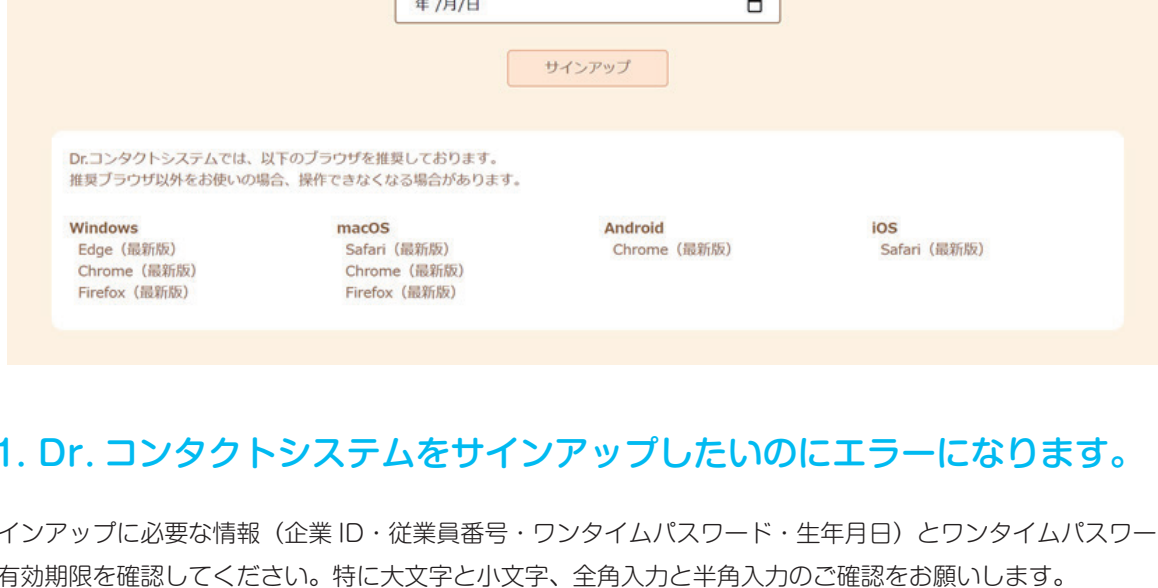 年 /月/日
サインアップ
Dr.コンタクトシステムでは、以下のブラウザを推奨しております。
推奨ブラウザ以外をお使いの場合、操作できなくなる場合があります。
Windows
Edge（最新版）
Chrome（最新版）
Firefox（最新版）
macOS
Safari（最新版）
Chrome（最新版）
Firefox（最新版）
Android
Chrome（最新版）
iOS
Safari（最新版）
1. Dr. コンタクトシステムをサインアップしたいのにエラーになります。
インアップに必要な情報（企業 ID・従業員番号・ワンタイムパスワード・生年月日）とワンタイムパスワー
有効期限を確認してください。特に大文字と小文字、全角入力と半角入力のご確認をお願いします。